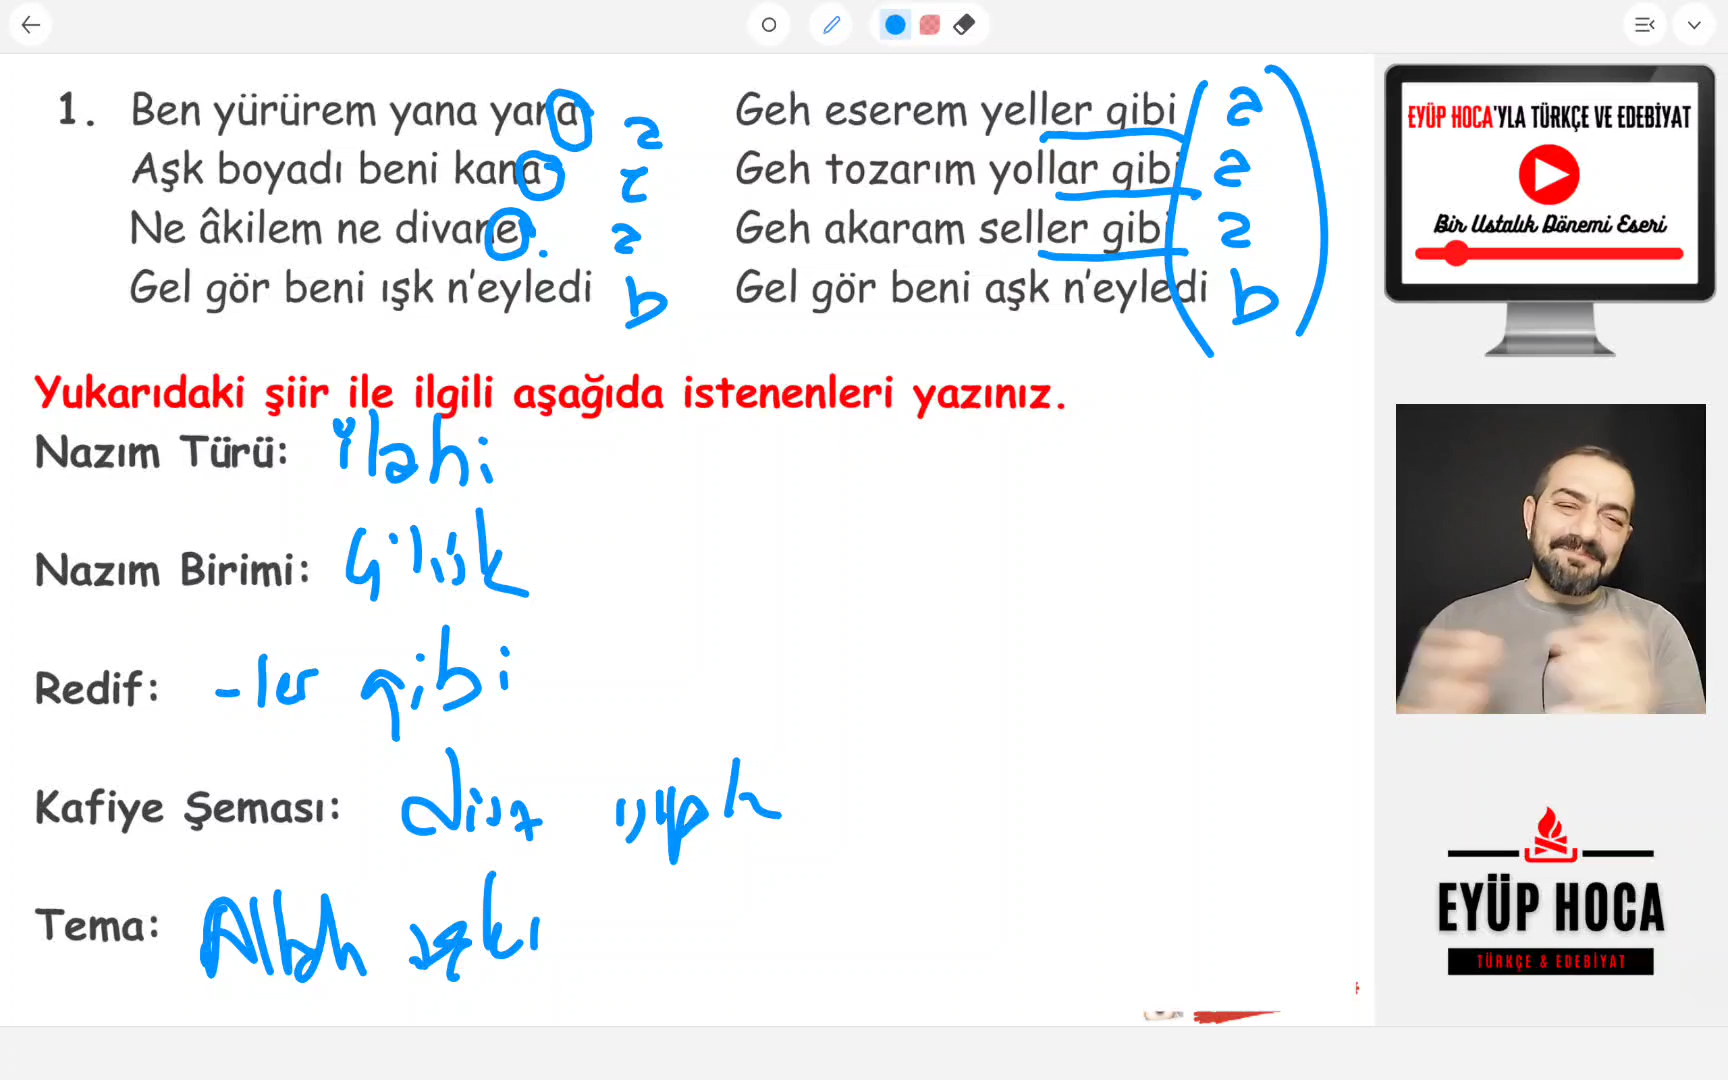 1. Ben yürürem yana yana a
Aşk boyadı beni kana a
Ne âkilem ne divane a
Gel gör beni ışk n'eyledi b
Geh eserem yeller gibi a
Geh tozarım yollar gibi a
Geh akaram seller gibi a
Gel gör beni aşk n'eyledi b
Yukarıdaki şiir ile ilgili aşağıda istenenleri yazınız.
Nazım Türü: ilahi
Nazım Birimi:
Redif: -ler gibi
Kafiye Şeması: düz uyak
Tema: Allah aşkı
EYÜP HOCA'YLA TÜRKÇE VE EDEBİYAT
Bir Ustalık Dönemi Eseri
EYÜP HOCA
TÜRKÇE & EDEBİYAT